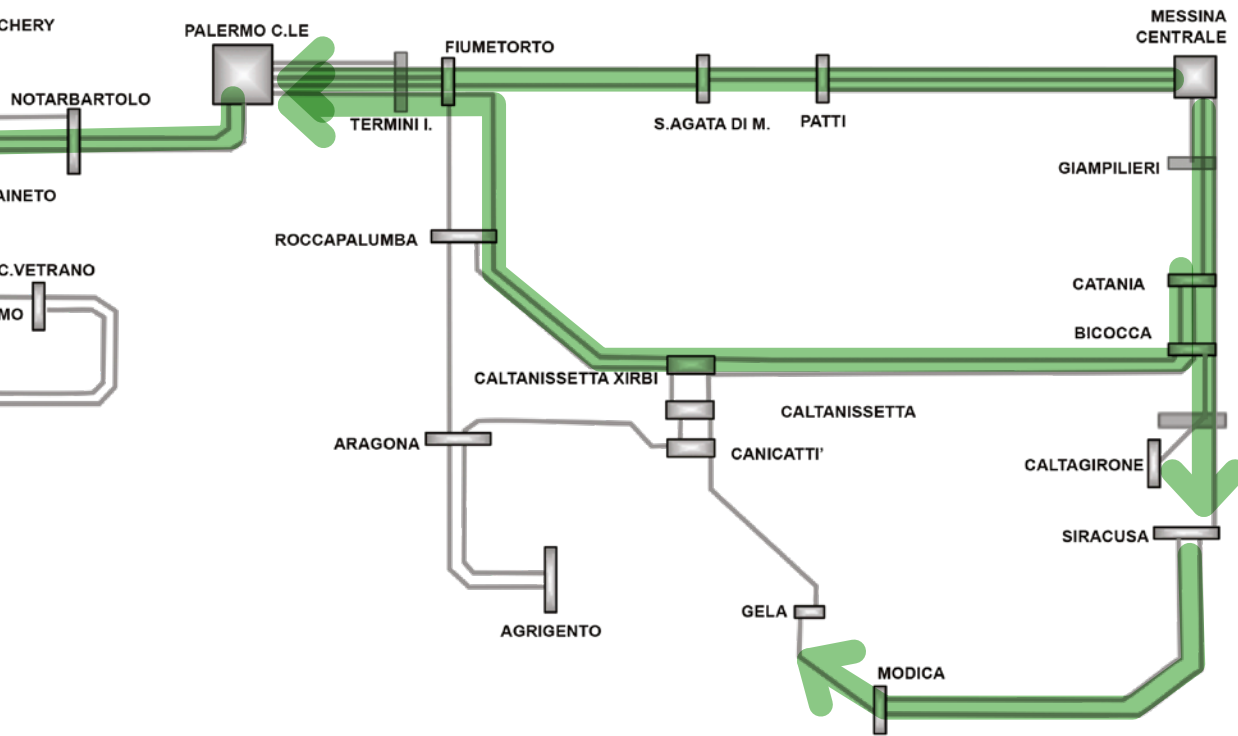 CHERY
PALERMO C.LE
FIUMETORTO
MESSINA
CENTRALE
NOTARBARTOLO
TERMINI I.
S.AGATA DI M.
PATTI
GIAMPILIERI
AINETO
ROCCAPALUMBA
C.VETRANO
MO
CATANIA
BICOCCA
CALTANISSETTA XIRBI
CALTANISSETTA
ARAGONA
CANICATTI'
CALTAGIRONE
SIRACUSA
GELA
AGRIGENTO
MODICA